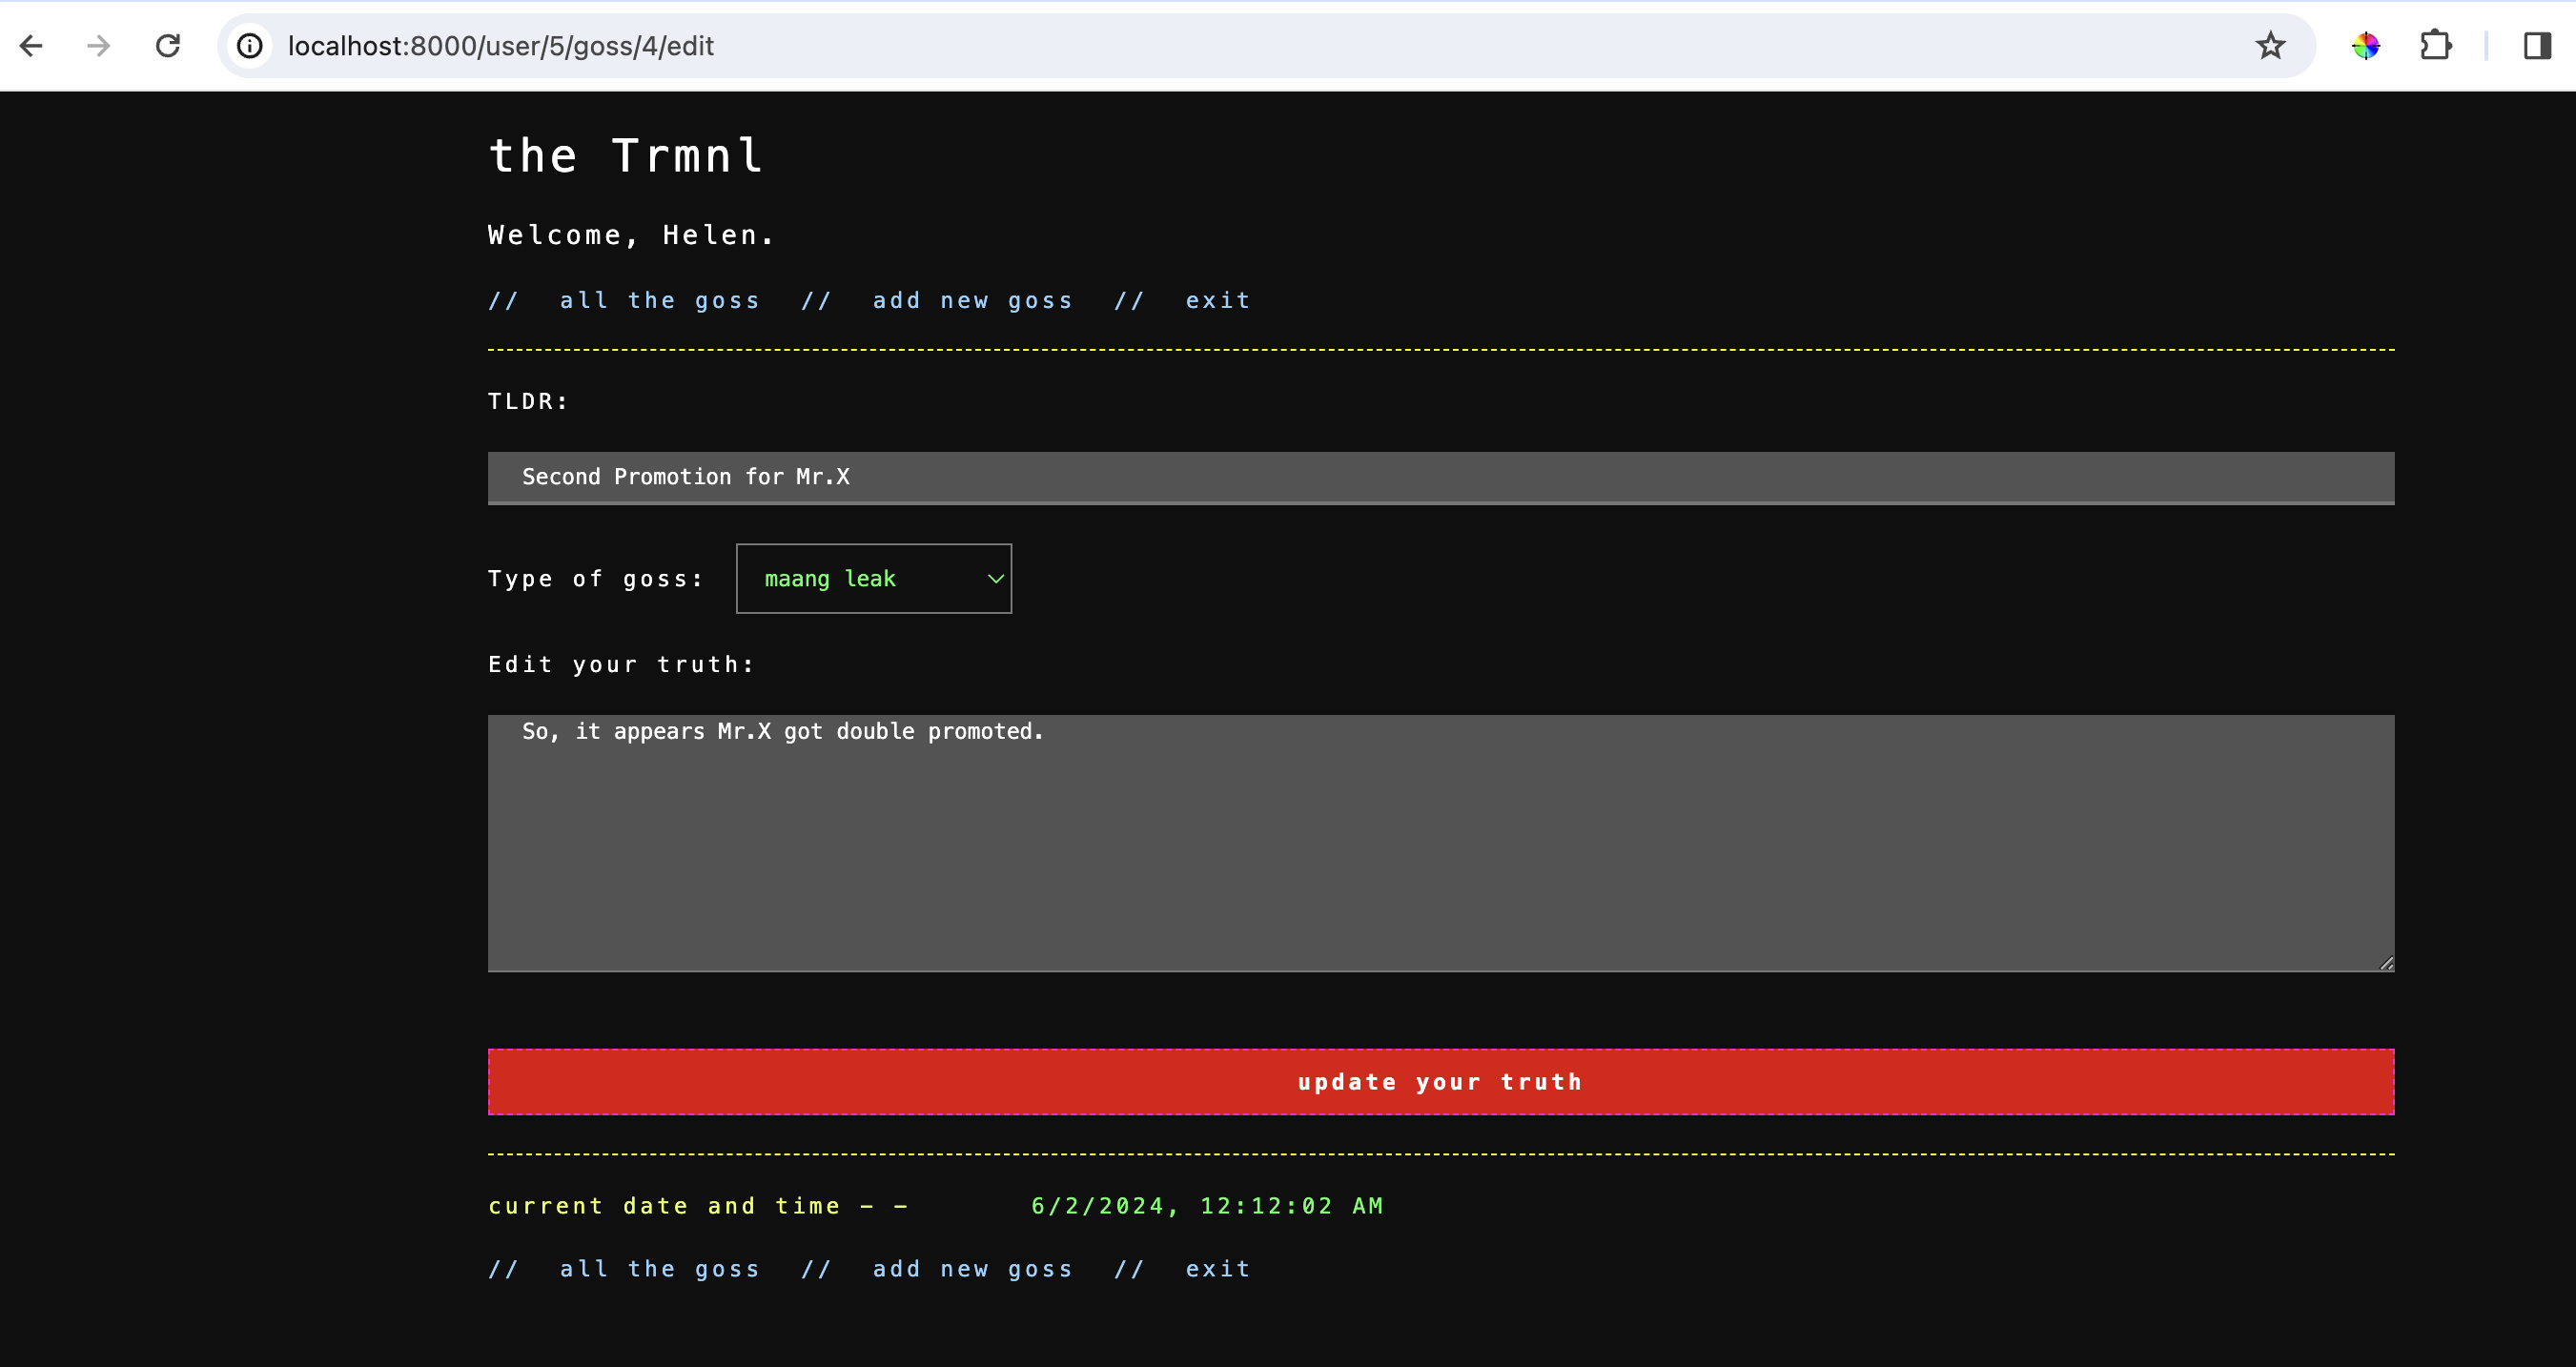 localhost:8000/user/5/goss/4/edit
the Trmnl
Welcome, Helen.
// all the goss // add new goss // exit
TLDR:
Second Promotion for Mr.X
Type of goss: maang leak
Edit your truth:
So, it appears Mr.X got double promoted.
update your truth
current date and time - - 6/2/2024, 12:12:02 AM
// all the goss // add new goss // exit